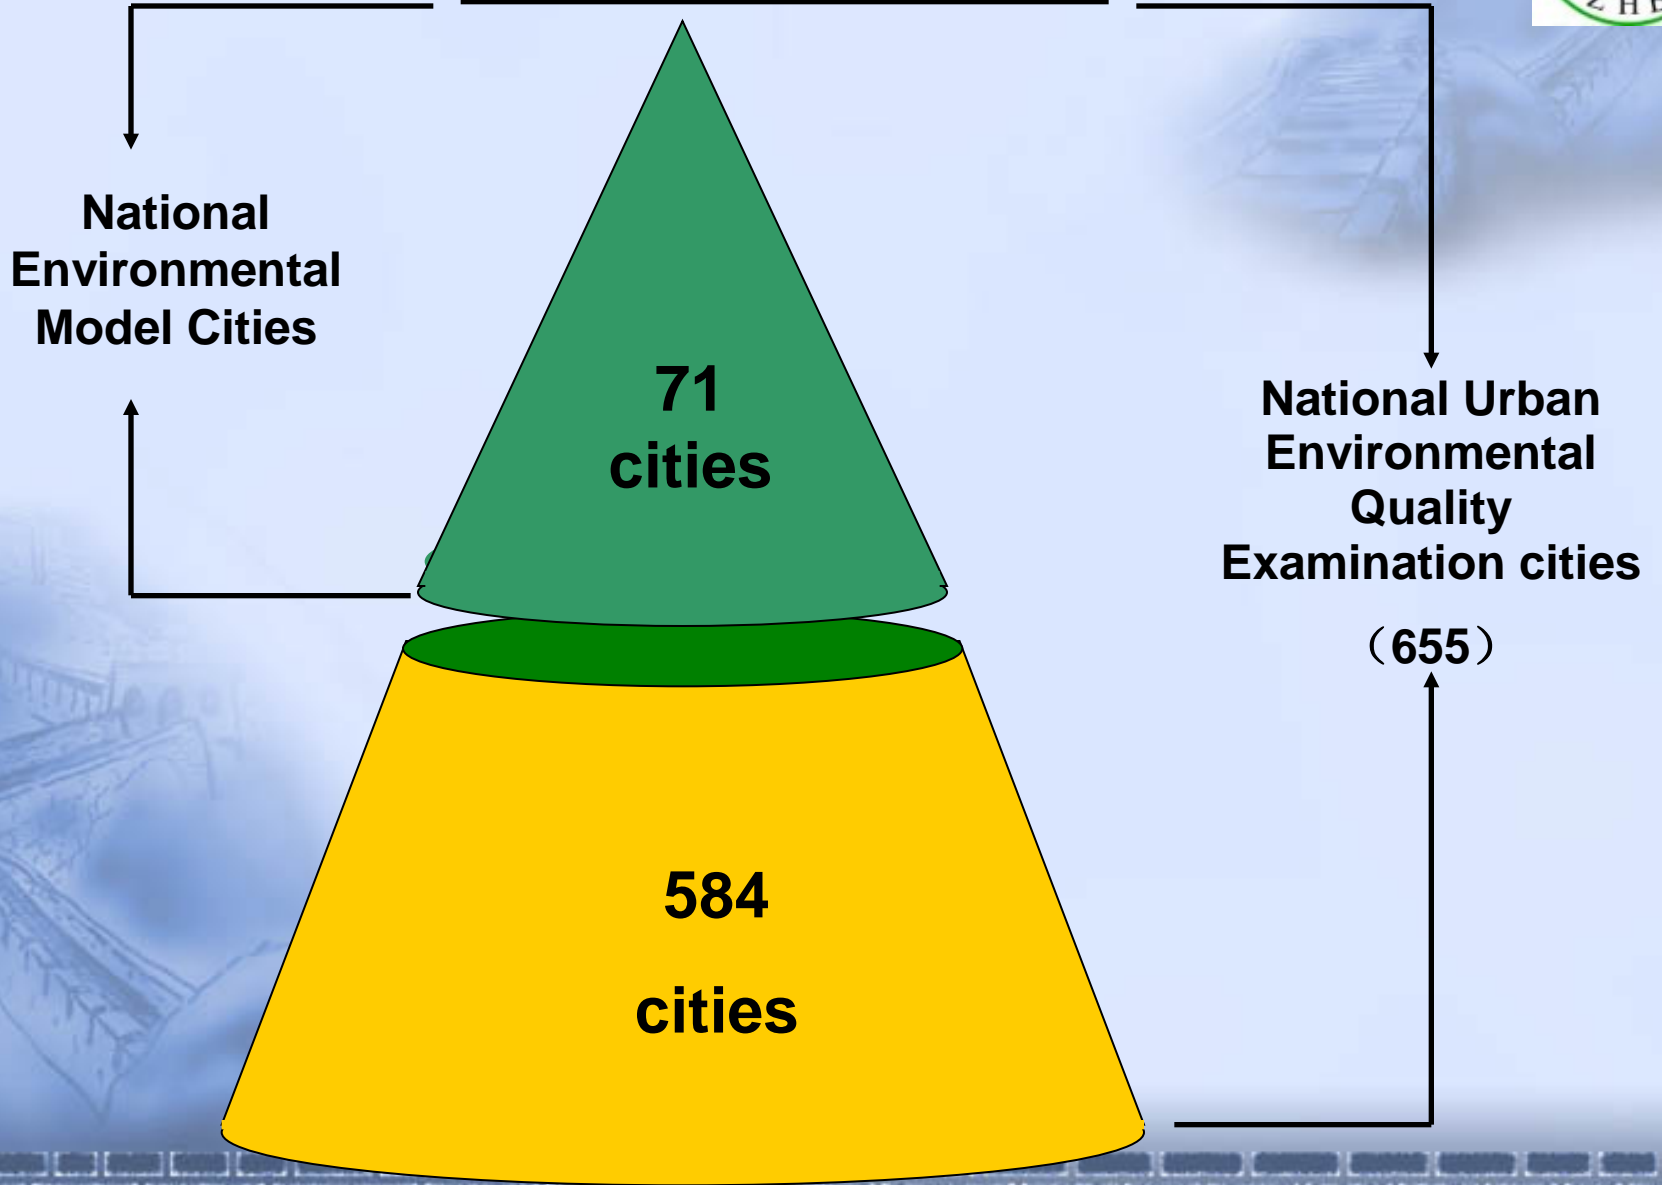 National
Environmental
Model Cities
71
cities
National Urban
Environmental
Quality
Examination cities
（655）
584
cities